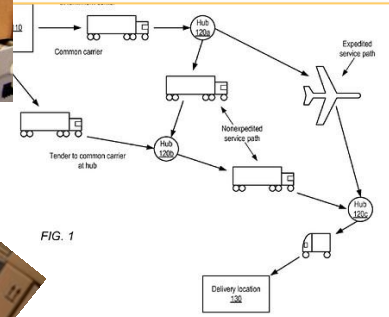 110
Common carrier
Hub
120a
Expedited
service path
Nonexpedited
service path
Hub
120b
Tender to common carrier
at hub
Hub
120c
FIG. 1
Delivery location
130